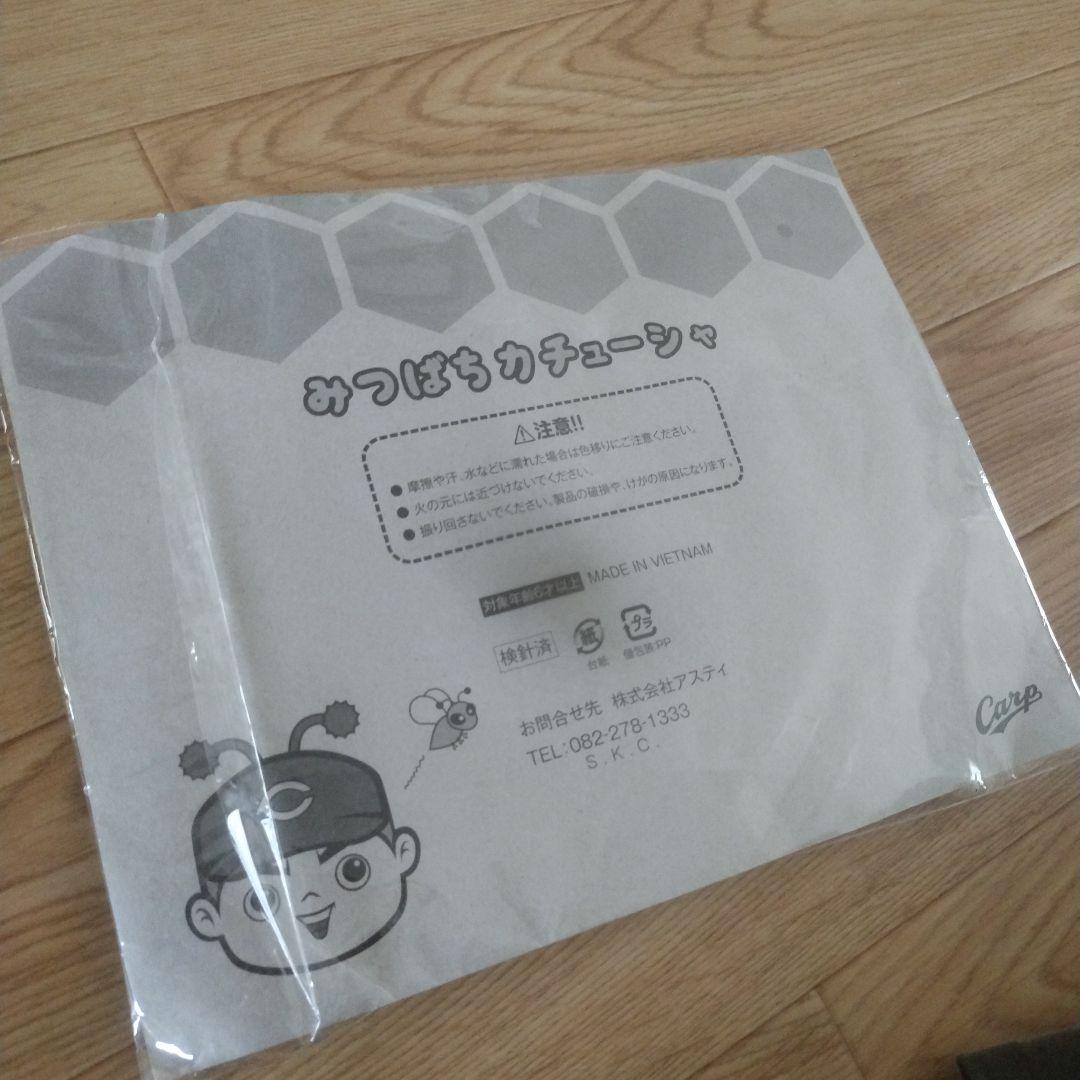 みつばちカチューシャ
⚠注意!!
● 摩擦や汗、水などに濡れた場合は色移りにご注意ください。
● 火の元には近づけないでください。
● 振り回さないでください。製品の破損や、けがの原因になります。
対象年齢6才以上 MADE IN VIETNAM
検針済 紙 プラ
台紙 個包装:PP
お問合せ先 株式会社アスティ
TEL:082-278-1333
S.K.C.
C
Carp